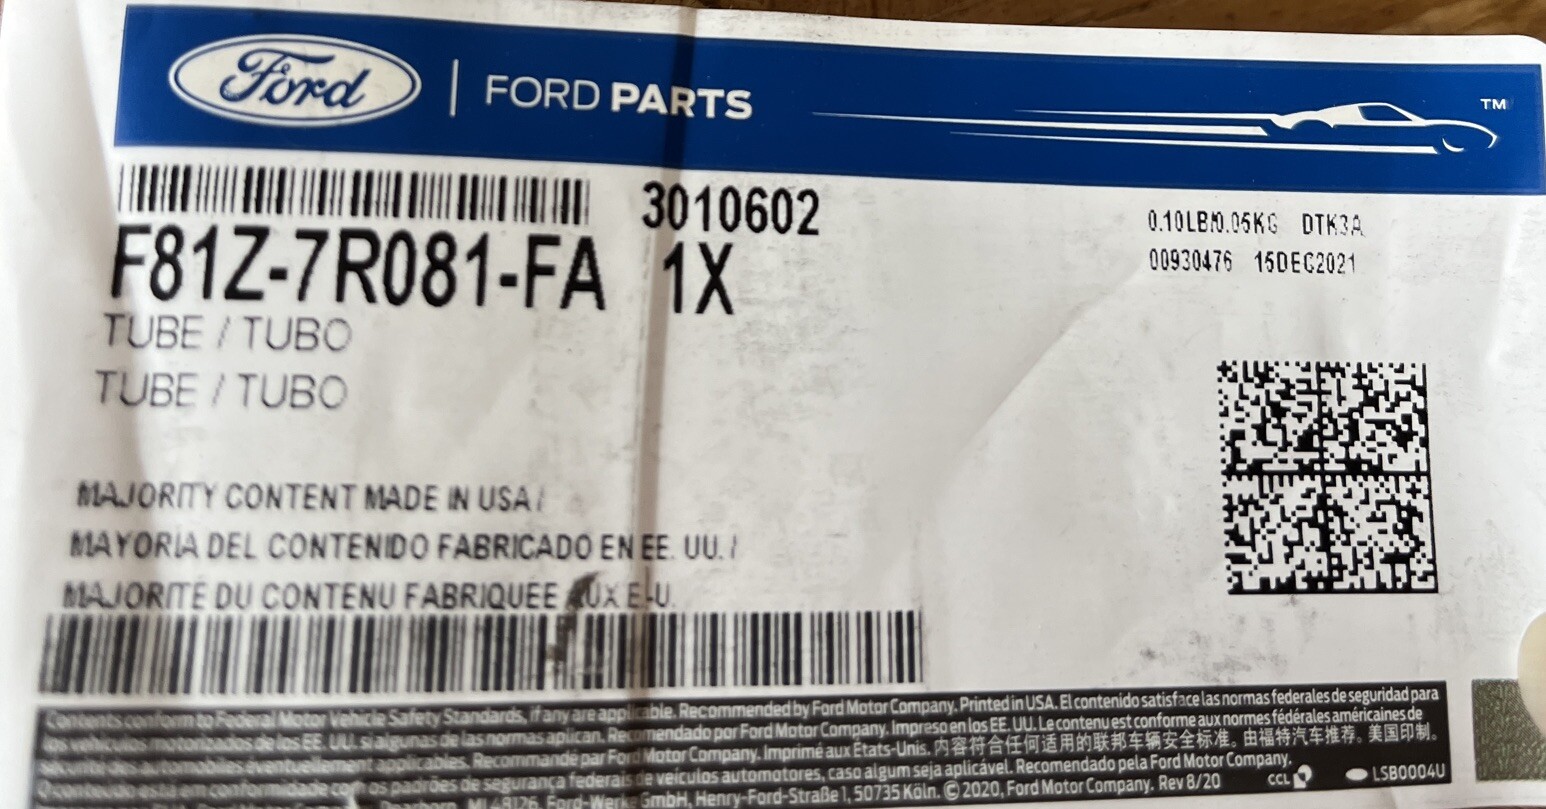 Ford | FORD PARTS ™
3010602
F81Z-7R081-FA 1X
TUBE / TUBO
TUBE / TUBO
0.10LB/0.05KG DTK3A
00930476 15DEC2021
MAJORITY CONTENT MADE IN USA /
MAYORIA DEL CONTENIDO FABRICADO EN EE. UU. /
MAJORITÉ DU CONTENU FABRIQUÉE AUX E-U.
Contents conform to Federal Motor Vehicle Safety Standards, if any are applicable. Recommended by Ford Motor Company. Printed in USA. El contenido satisface las normas federales de seguridad para
los vehículos motorizados de los EE. UU. si algunas de las normas aplican. Recomendado por Ford Motor Company. Impreso en los EE. UU. Le contenu est conforme aux normes fédérales américaines de
sécurité des automobiles éventuellement applicables. Recommandé par Ford Motor Company. Imprimé aux États-Unis. 内容符合任何适用的联邦车辆安全标准。由福特汽车推荐。美国印制。
O conteúdo está em conformidade com os padrões de segurança federais de veículos automotores, caso algum seja aplicável. Recomendado pela Ford Motor Company.
Dearborn, MI 48126, Ford-Werke GmbH, Henry-Ford-Straße 1, 50735 Köln. © 2020, Ford Motor Company. Rev 8/20
CCL LSB0004U